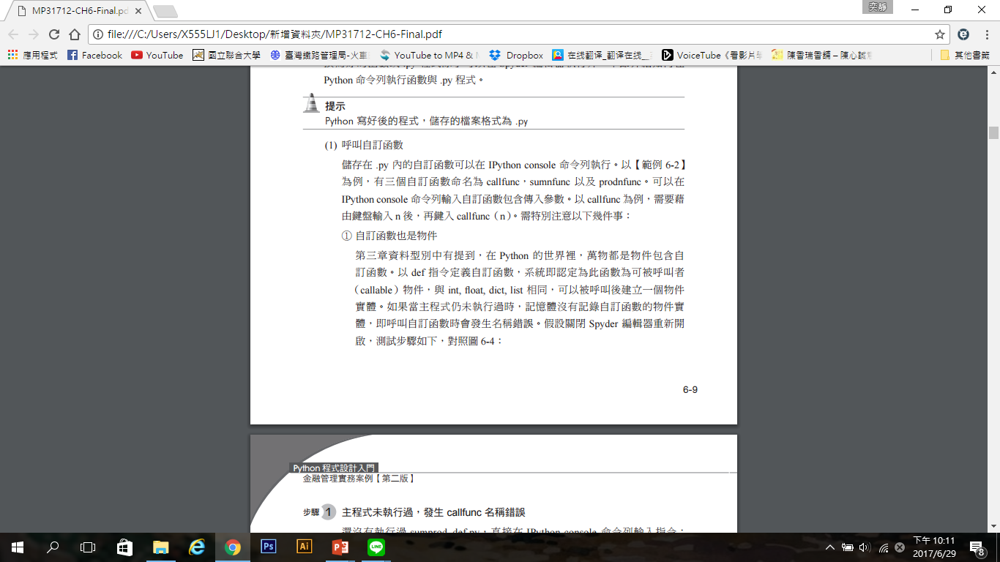 MP31712-CH6-Final.pd
奕靜
file:///C:/Users/X555LJ1/Desktop/新增資料夾/MP31712-CH6-Final.pdf
應用程式 Facebook YouTube 國立聯合大學 臺灣鐵路管理局-火車 YouTube to MP4 & Dropbox 在线翻译_翻译在线_ VoiceTube《看影片學 陳香瑞香舖 – 陳心誠 其他書籤
Python 命令列執行函數與 .py 程式。
提示
Python 寫好後的程式，儲存的檔案格式為 .py
(1) 呼叫自訂函數
儲存在 .py 內的自訂函數可以在 IPython console 命令列執行。以【範例 6-2】
為例，有三個自訂函數命名為 callfunc，sumnfunc 以及 prodnfunc。可以在
IPython console 命令列輸入自訂函數包含傳入參數。以 callfunc 為例，需要藉
由鍵盤輸入 n 後，再鍵入 callfunc（n）。需特別注意以下幾件事：
① 自訂函數也是物件
第三章資料型別中有提到，在 Python 的世界裡，萬物都是物件包含自
訂函數。以 def 指令定義自訂函數，系統即認定為此函數為可被呼叫者
（callable）物件，與 int, float, dict, list 相同，可以被呼叫後建立一個物件
實體。如果當主程式仍未執行過時，記憶體沒有記錄自訂函數的物件實
體，即呼叫自訂函數時會發生名稱錯誤。假設關閉 Spyder 編輯器重新開
啟，測試步驟如下，對照圖 6-4：
6-9
Python 程式設計入門
金融管理實務案例【第二版】
步驟 1 主程式未執行過，發生 callfunc 名稱錯誤
還沒有執行過 sumprod_def.py，直接在 IPython console 命令列輸入指令：
Ps Ai LINE
下午 10:11
2017/6/29
8